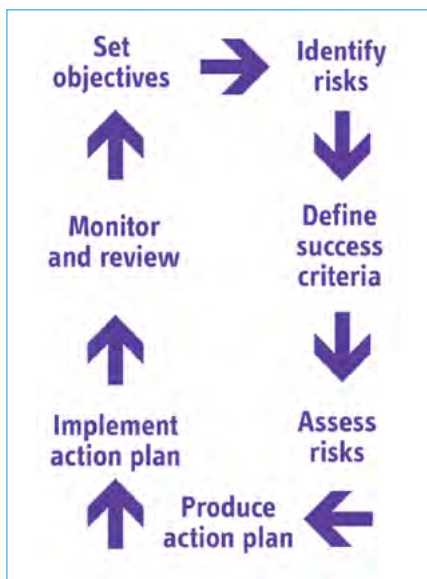 Set
objectives
Identify
risks
Define
success
criteria
Assess
risks
Produce
action plan
Implement
action plan
Monitor
and review